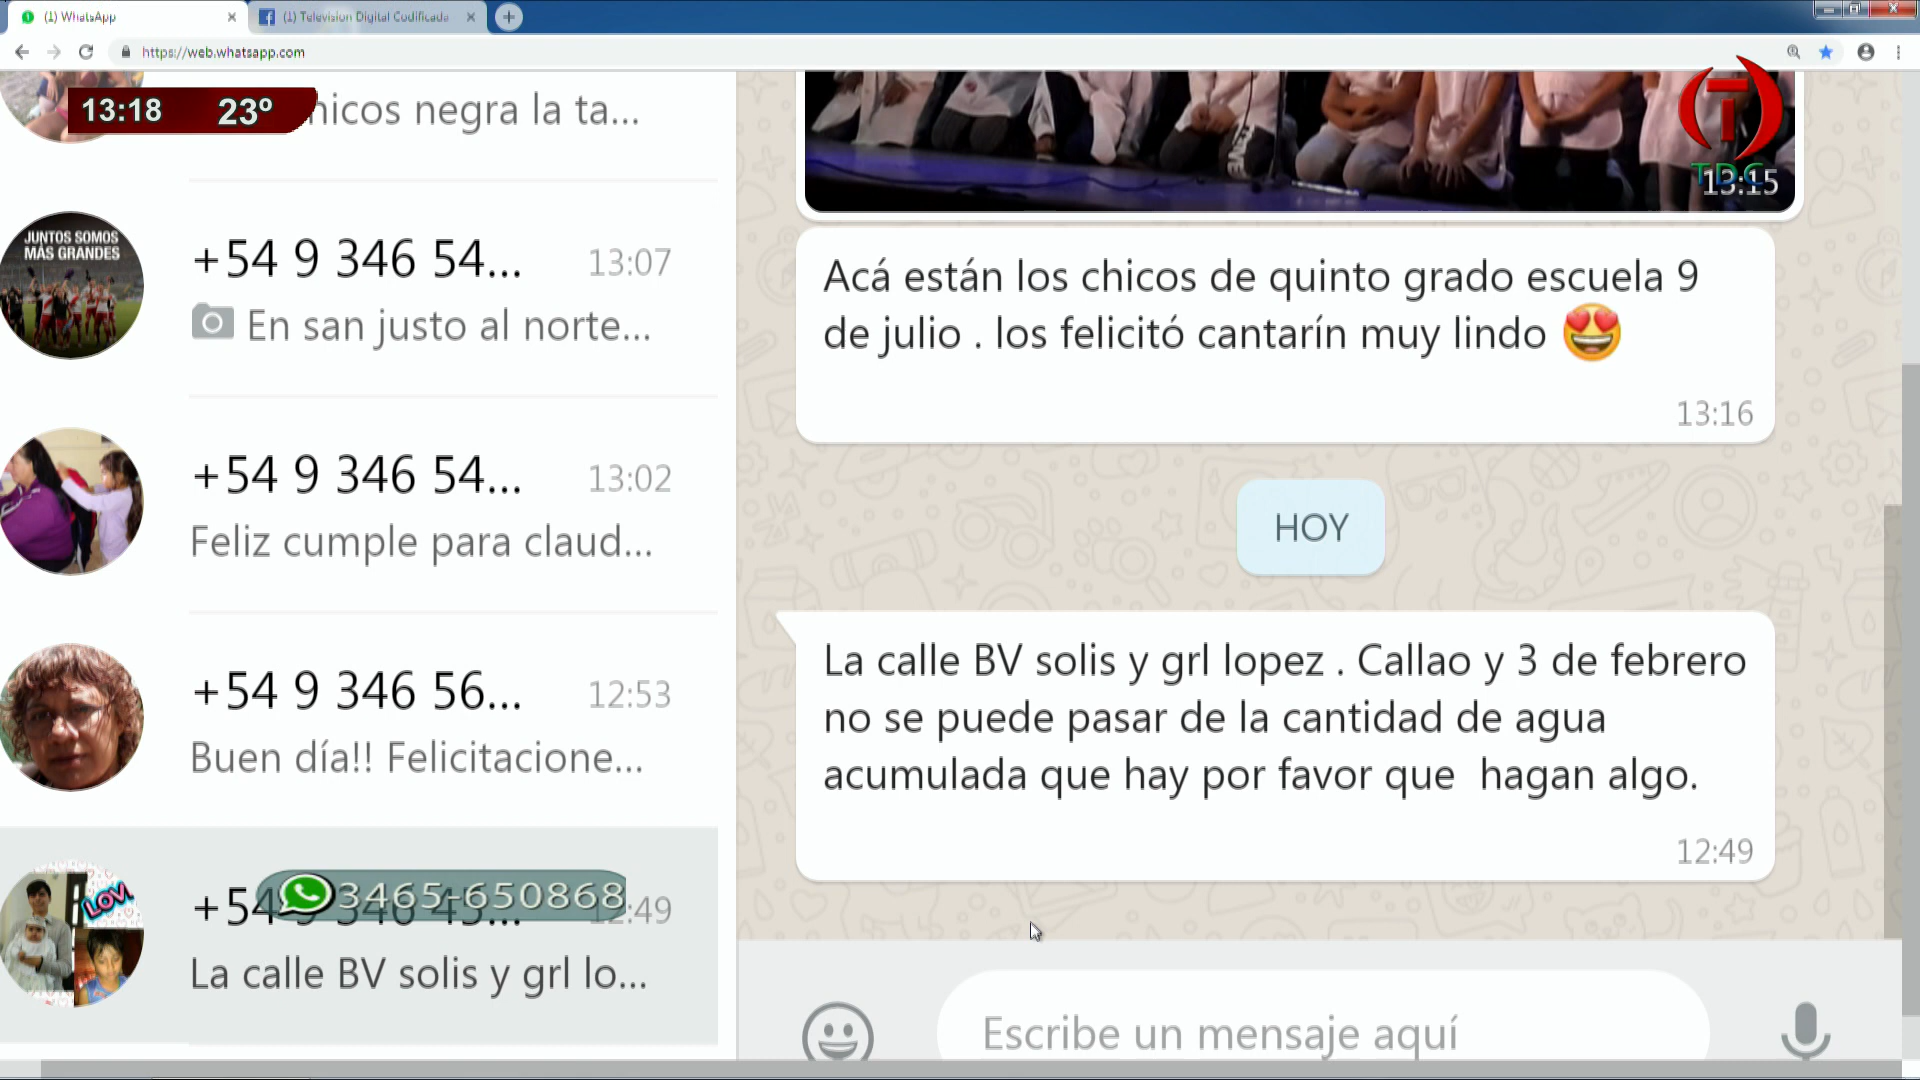 (1) WhatsApp
(1) Television Digital Codificada
https://web.whatsapp.com
13:18 23º
hicos negra la ta...
JUNTOS SOMOS
MÁS GRANDES
+54 9 346 54... 13:07
En san justo al norte...
+54 9 346 54... 13:02
Feliz cumple para claud...
+54 9 346 56... 12:53
Buen día!! Felicitacione...
LOV
+54 9 346 45... 12:49
3465-650868
La calle BV solis y grl lo...
T
TDC
13:15
Acá están los chicos de quinto grado escuela 9
de julio . los felicitó cantarín muy lindo 😍
13:16
HOY
La calle BV solis y grl lopez . Callao y 3 de febrero
no se puede pasar de la cantidad de agua
acumulada que hay por favor que  hagan algo.
12:49
Escribe un mensaje aquí